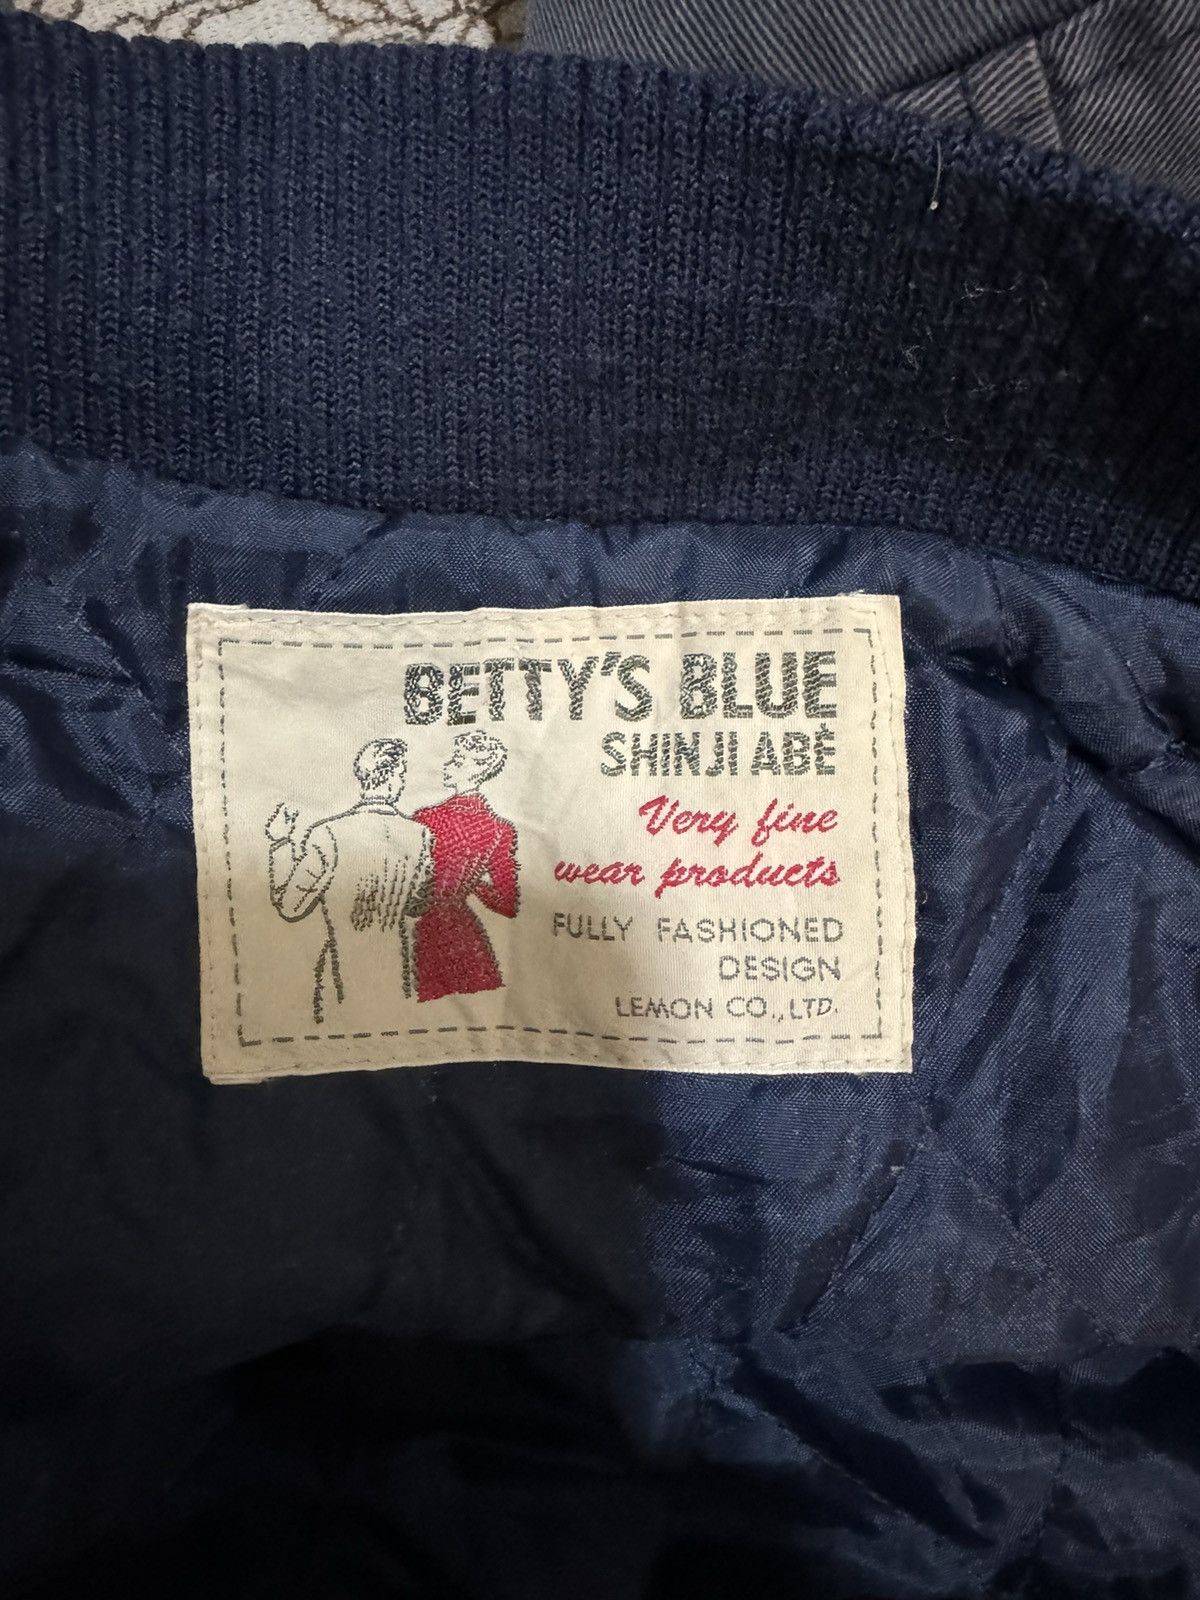 BETTY'S BLUE
SHINJI ABÈ
Very fine
wear products
FULLY FASHIONED
DESIGN
LEMON CO.,LTD.